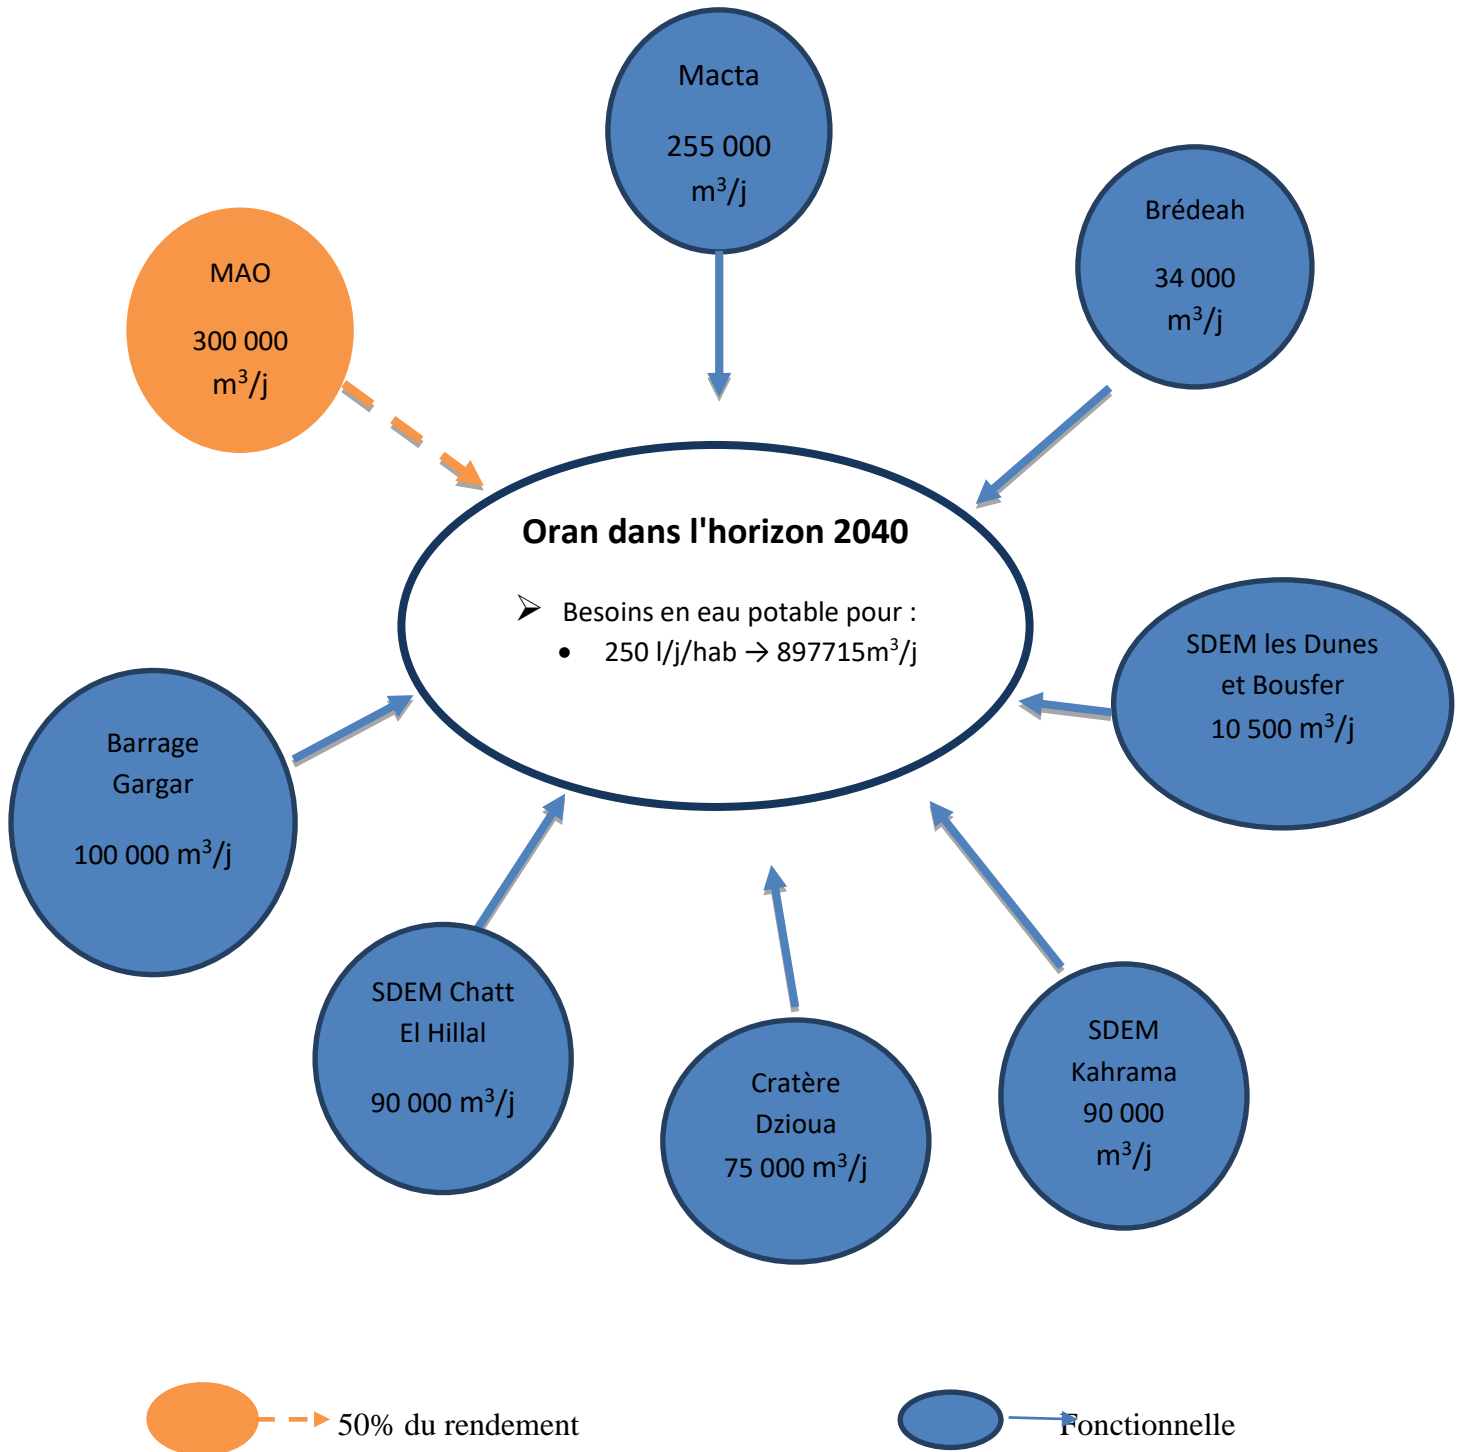 Macta
255 000
m³/j
Brédeah
34 000
m³/j
MAO
300 000
m³/j
Oran dans l'horizon 2040
➢ Besoins en eau potable pour :
• 250 l/j/hab → 897715m³/j
SDEM les Dunes
et Bousfer
10 500 m³/j
Barrage
Gargar
100 000 m³/j
SDEM Chatt
El Hillal
90 000 m³/j
Cratère
Dzioua
75 000 m³/j
SDEM
Kahrama
90 000
m³/j
50% du rendement
Fonctionnelle